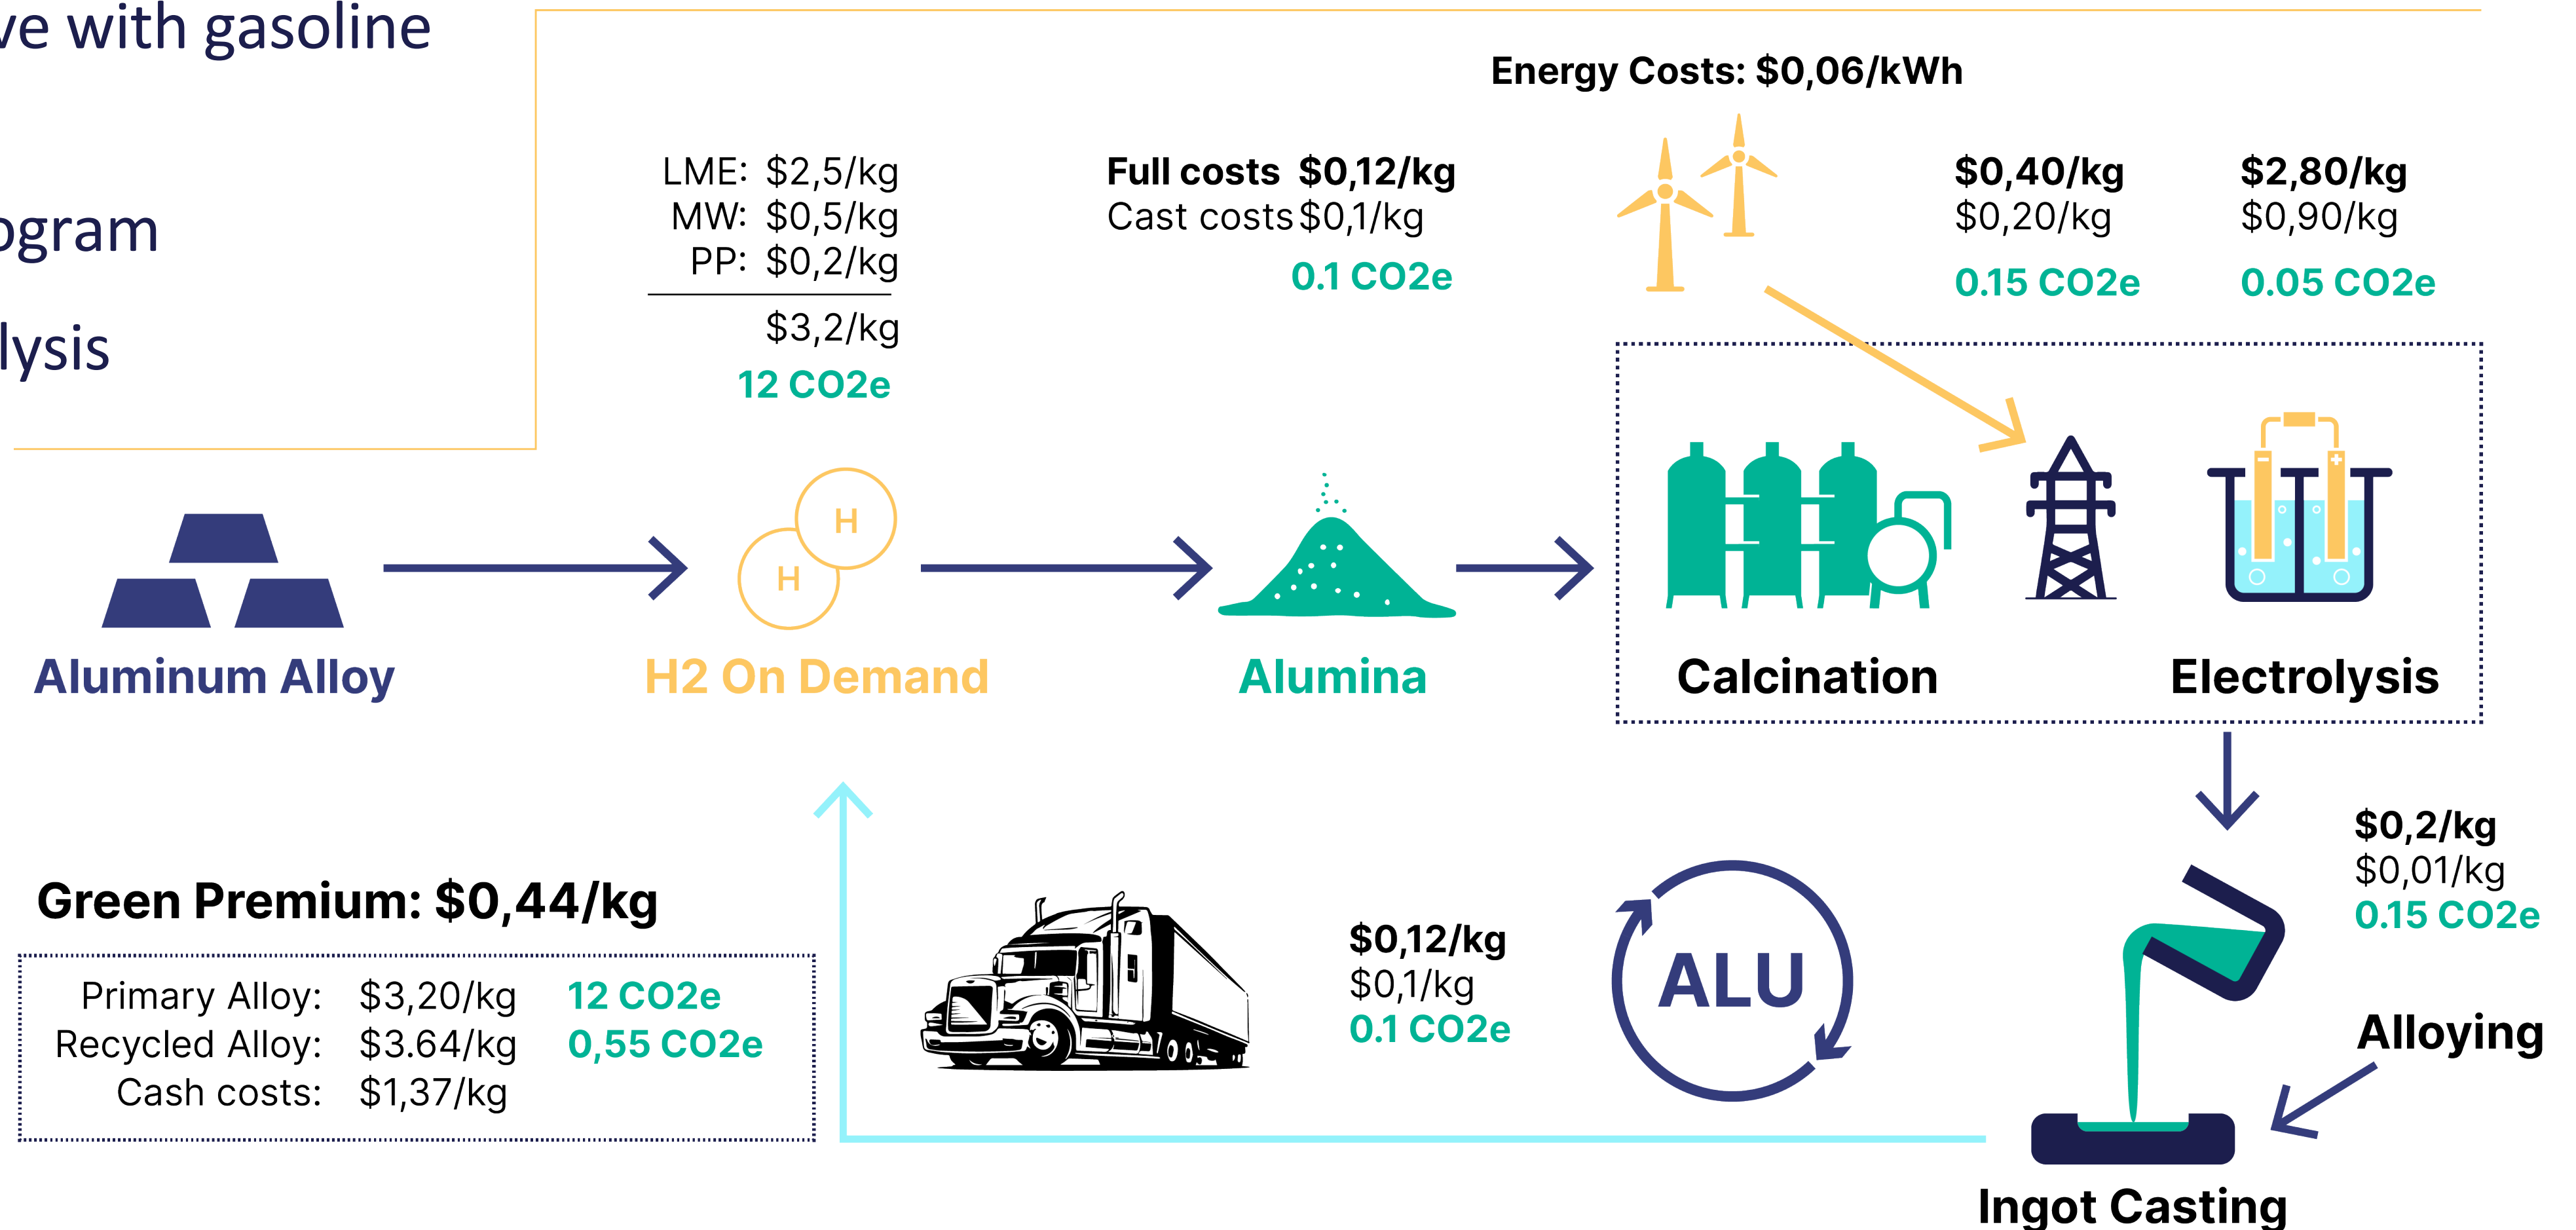 ve with gasoline
ogram
lysis
Energy Costs: $0,06/kWh
LME: $2,5/kg
MW: $0,5/kg
PP: $0,2/kg
$3,2/kg
12 CO2e
Full costs $0,12/kg
Cast costs $0,1/kg
0.1 CO2e
$0,40/kg
$0,20/kg
0.15 CO2e
$2,80/kg
$0,90/kg
0.05 CO2e
H
H
- +
Aluminum Alloy
H2 On Demand
Alumina
Calcination
Electrolysis
$0,2/kg
$0,01/kg
0.15 CO2e
Alloying
Ingot Casting
ALU
$0,12/kg
$0,1/kg
0.1 CO2e
Green Premium: $0,44/kg
Primary Alloy: $3,20/kg 12 CO2e
Recycled Alloy: $3.64/kg 0,55 CO2e
Cash costs: $1,37/kg